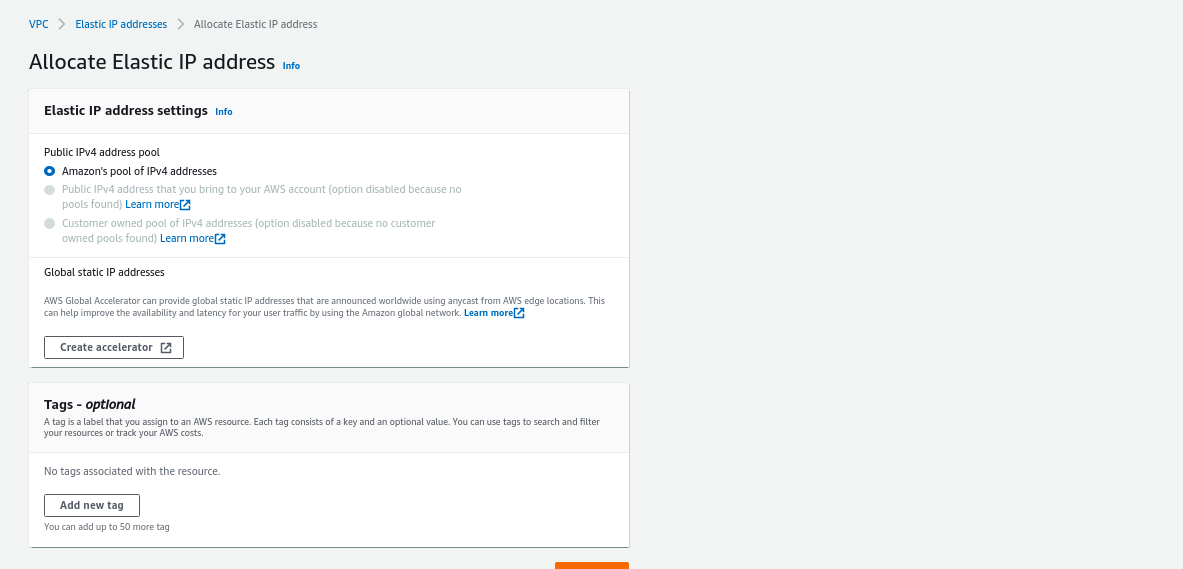 VPC > Elastic IP addresses > Allocate Elastic IP address
Allocate Elastic IP address Info
Elastic IP address settings Info
Public IPv4 address pool
Amazon's pool of IPv4 addresses
Public IPv4 address that you bring to your AWS account (option disabled because no
pools found) Learn more
Customer owned pool of IPv4 addresses (option disabled because no customer
owned pools found) Learn more
Global static IP addresses
AWS Global Accelerator can provide global static IP addresses that are announced worldwide using anycast from AWS edge locations. This
can help improve the availability and latency for your user traffic by using the Amazon global network. Learn more
Create accelerator
Tags - optional
A tag is a label that you assign to an AWS resource. Each tag consists of a key and an optional value. You can use tags to search and filter
your resources or track your AWS costs.
No tags associated with the resource.
Add new tag
You can add up to 50 more tag